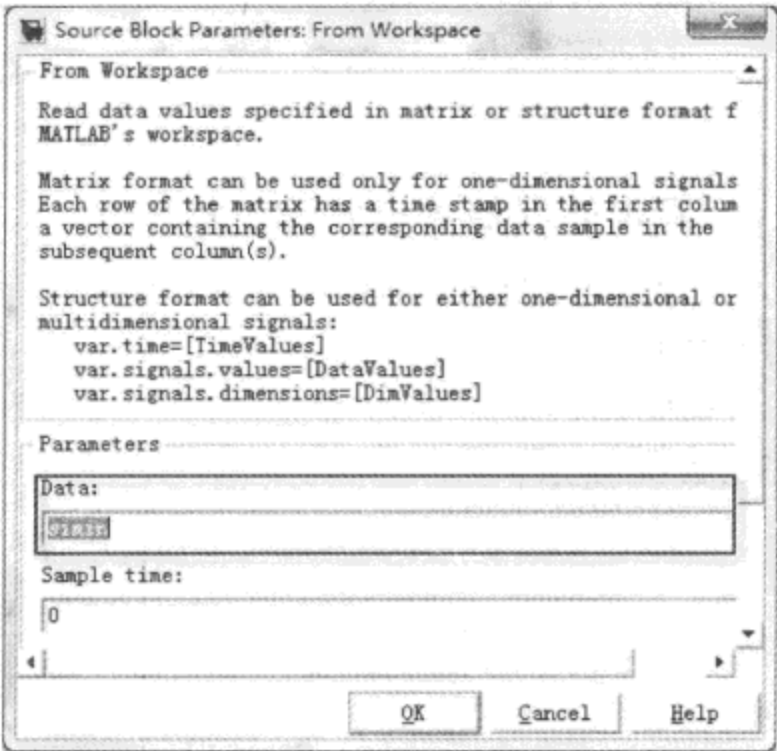 Source Block Parameters: From Workspace
From Workspace
Read data values specified in matrix or structure format f
MATLAB's workspace.
Matrix format can be used only for one-dimensional signals
Each row of the matrix has a time stamp in the first colum
a vector containing the corresponding data sample in the
subsequent column(s).
Structure format can be used for either one-dimensional or
multidimensional signals:
var.time=[TimeValues]
var.signals.values=[DataValues]
var.signals.dimensions=[DimValues]
Parameters
Data:
simin
Sample time:
0
OK Cancel Help